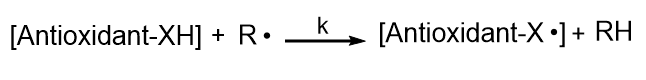 [Antioxidant-XH] + R• k [Antioxidant-X•] + RH